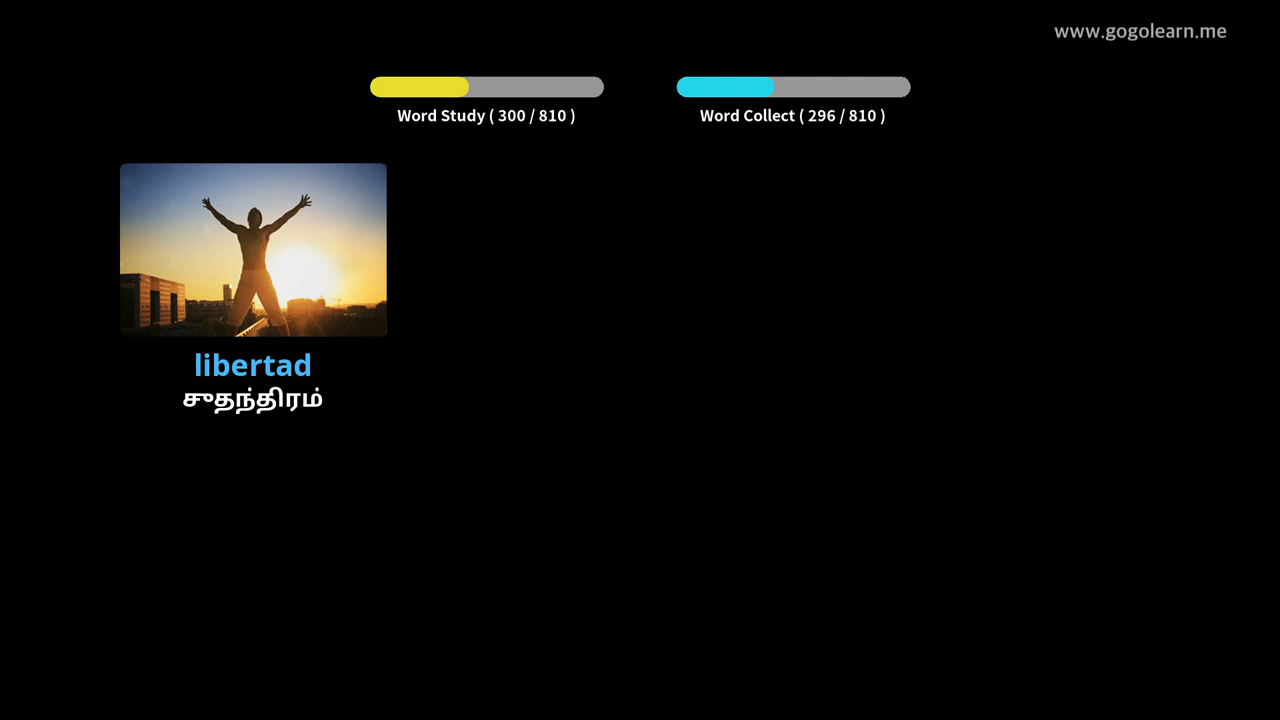 www.gogolearn.me
Word Study ( 300 / 810 )
Word Collect ( 296 / 810 )
libertad
சுதந்திரம்